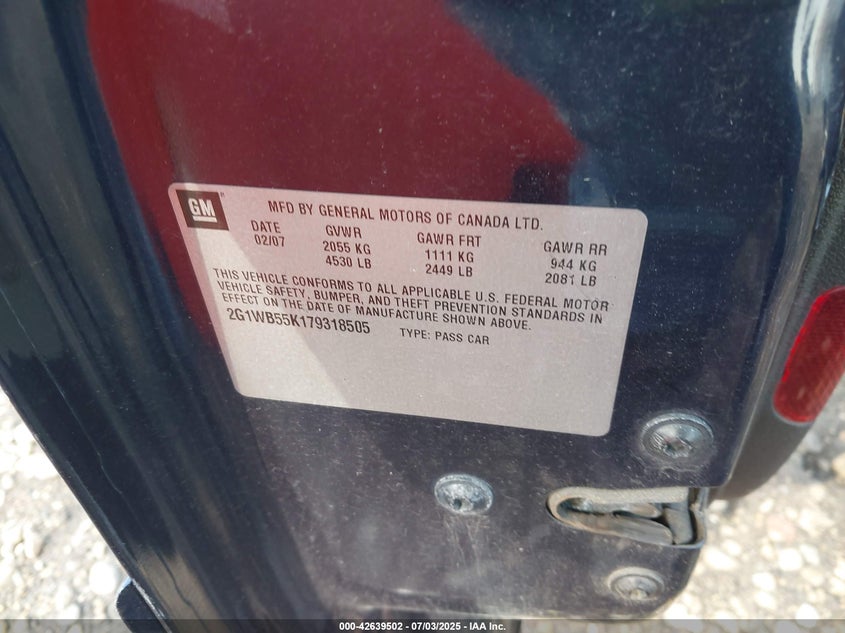 GM ®
MFD BY GENERAL MOTORS OF CANADA LTD.
DATE GVWR GAWR FRT GAWR RR
02/07 2055 KG 1111 KG 944 KG
4530 LB 2449 LB 2081 LB
THIS VEHICLE CONFORMS TO ALL APPLICABLE U.S. FEDERAL MOTOR
VEHICLE SAFETY, BUMPER, AND THEFT PREVENTION STANDARDS IN
EFFECT ON THE DATE OF MANUFACTURE SHOWN ABOVE.
2G1WB55K179318505 TYPE: PASS CAR
000-42639502 - 07/03/2025 - IAA Inc.